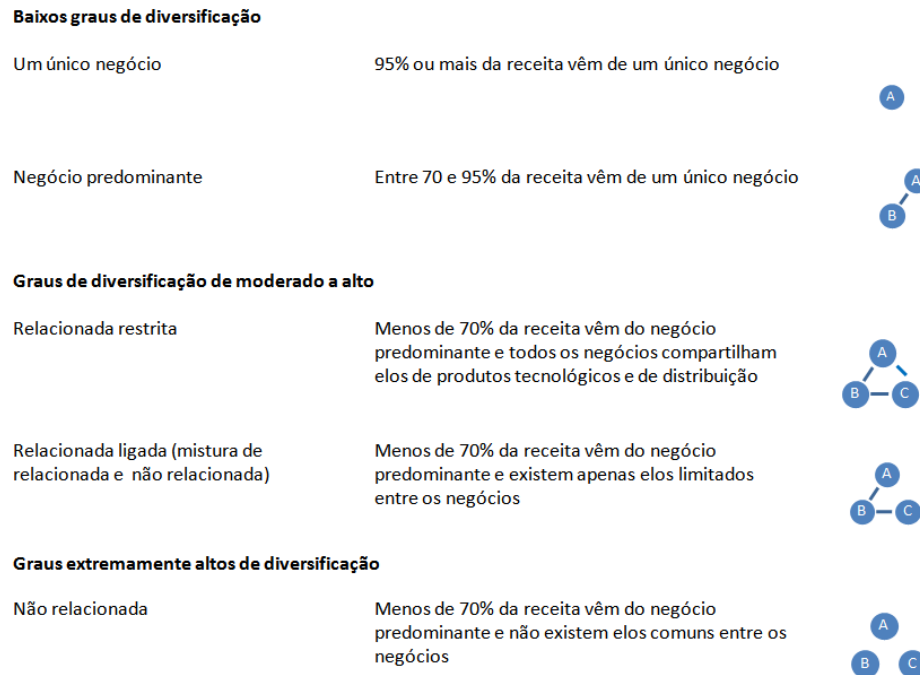 Baixos graus de diversificação
Um único negócio
95% ou mais da receita vêm de um único negócio
A
Negócio predominante
Entre 70 e 95% da receita vêm de um único negócio
A
B
Graus de diversificação de moderado a alto
Relacionada restrita
Menos de 70% da receita vêm do negócio
predominante e todos os negócios compartilham
elos de produtos tecnológicos e de distribuição
A
B
C
Relacionada ligada (mistura de
relacionada e não relacionada)
Menos de 70% da receita vêm do negócio
predominante e existem apenas elos limitados
entre os negócios
A
B
C
Graus extremamente altos de diversificação
Não relacionada
Menos de 70% da receita vêm do negócio
predominante e não existem elos comuns entre os
negócios
A
B
C